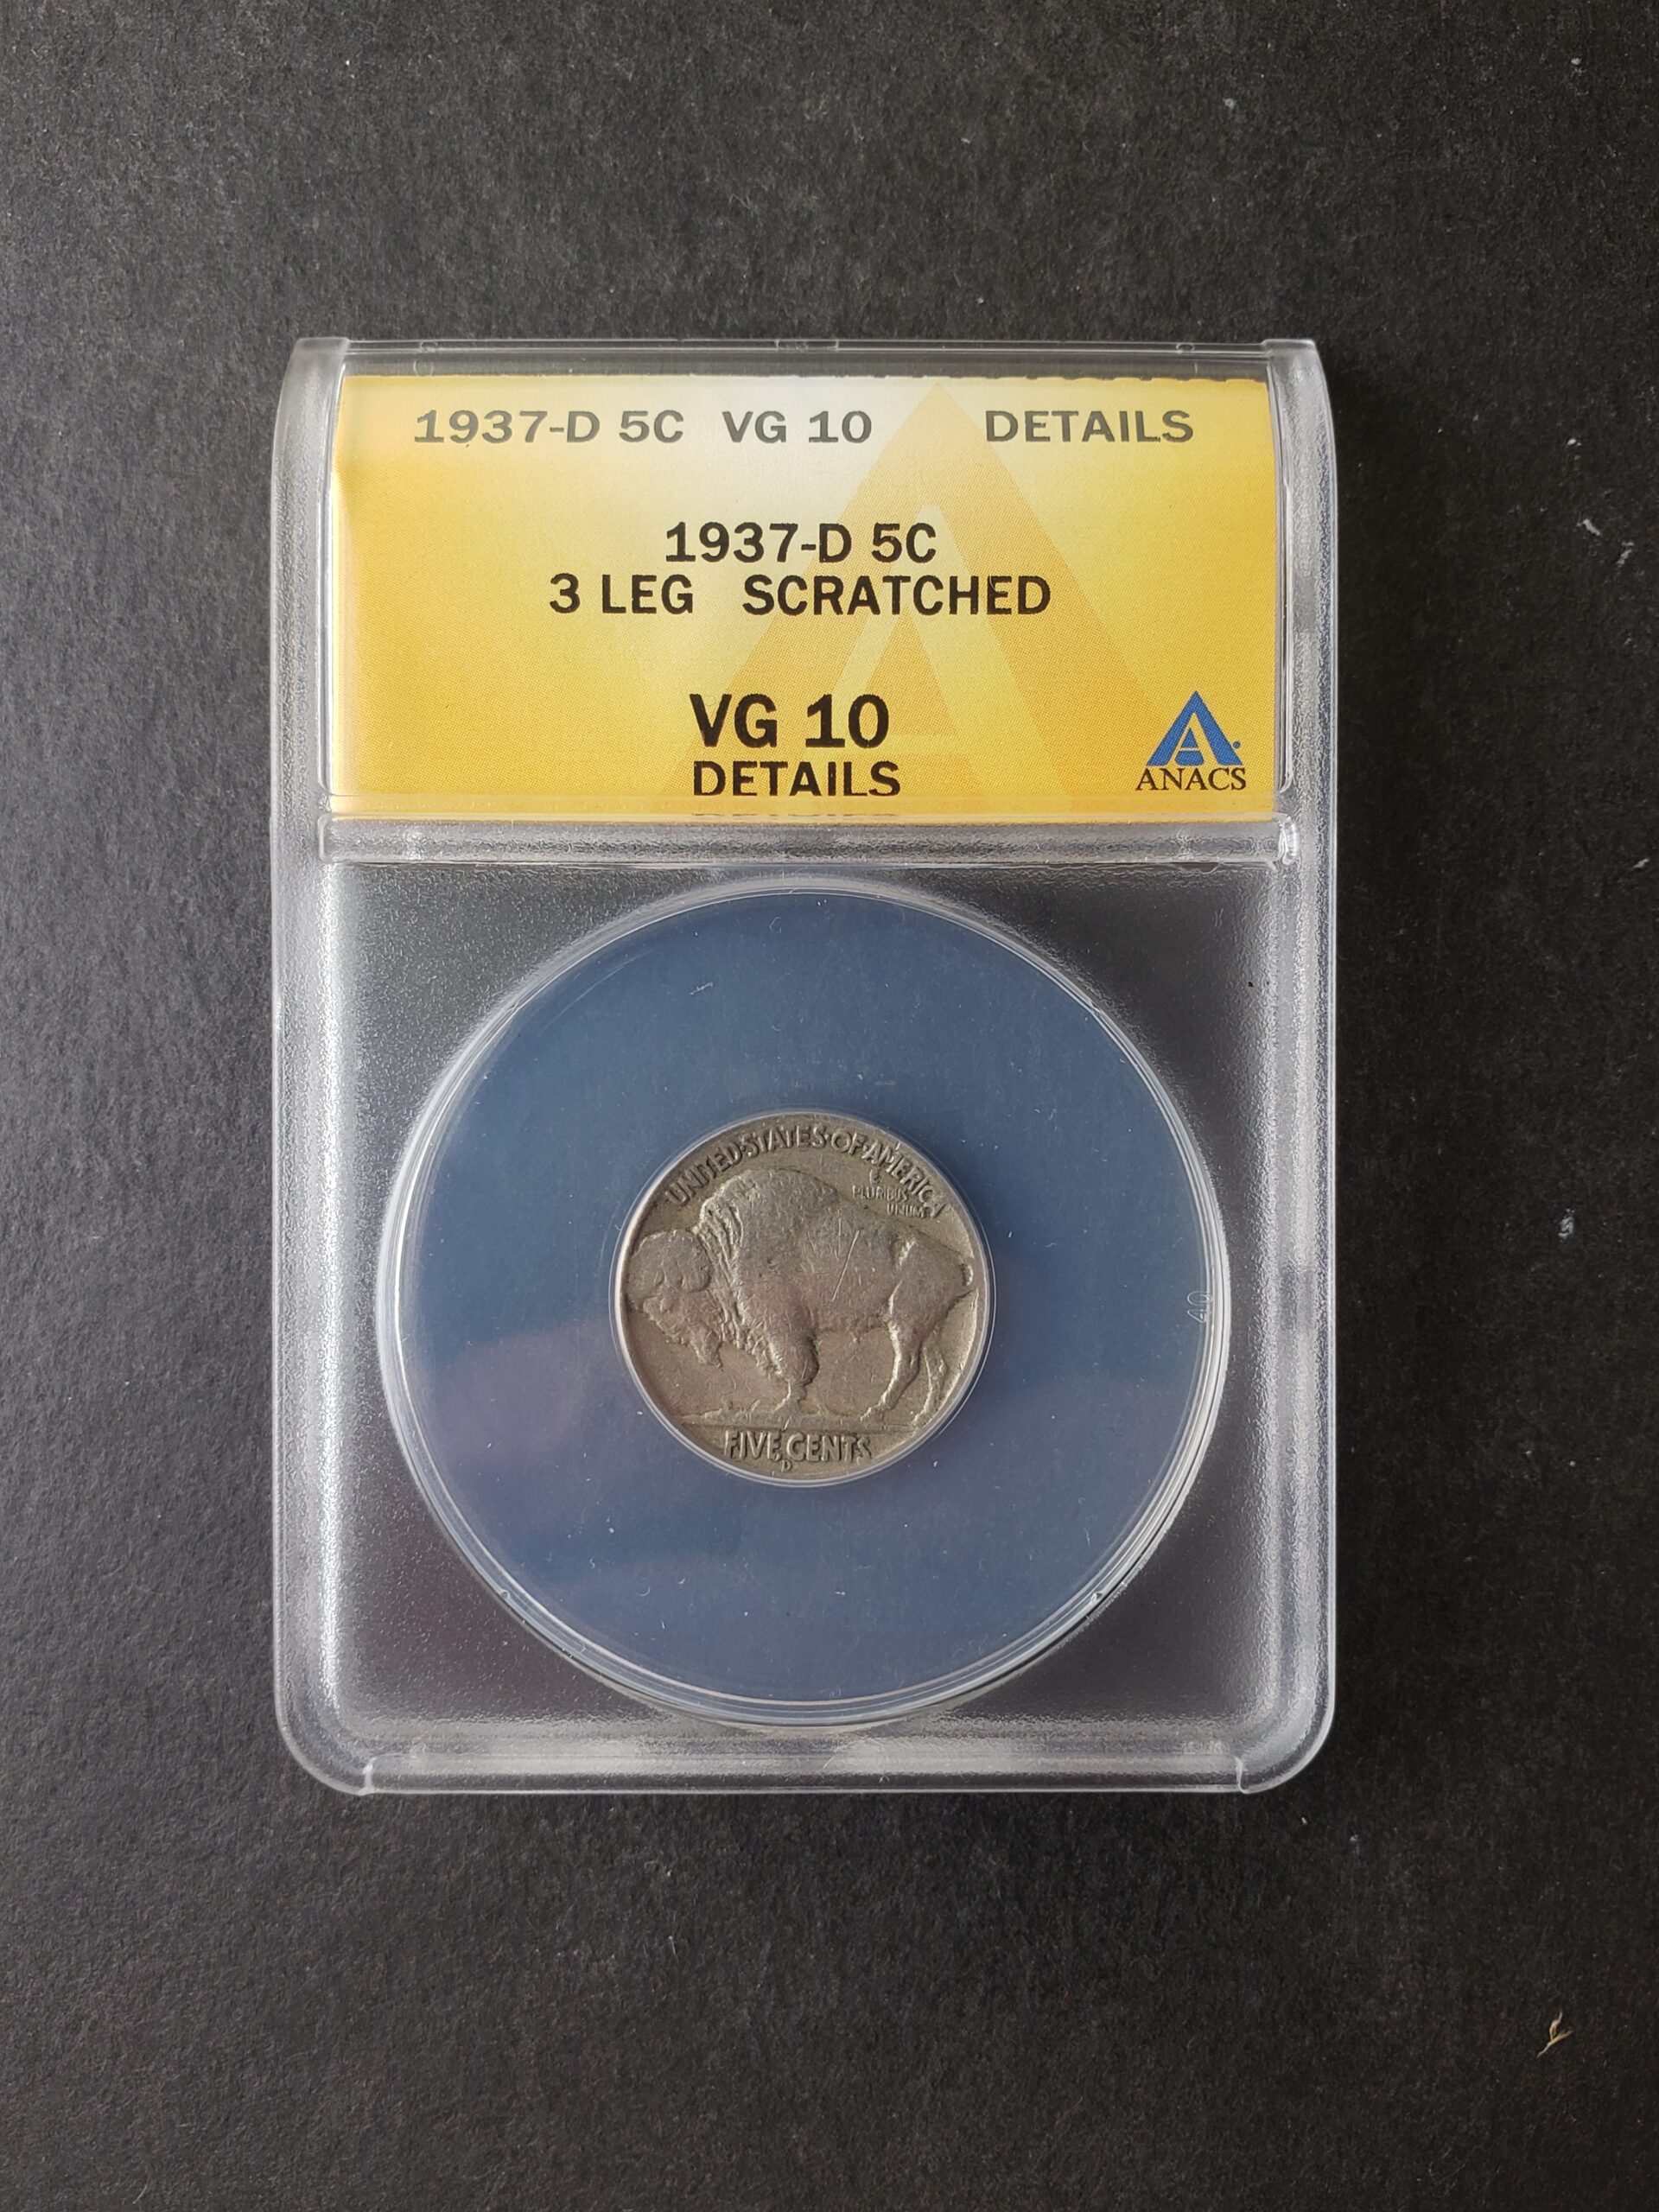 1937-D 5C VG 10 DETAILS
1937-D 5C
3 LEG SCRATCHED
VG 10
DETAILS
ANACS
UNITED·STATES·OF·AMERICA
E
PLURIBUS
UNUM
FIVE CENTS
D
40